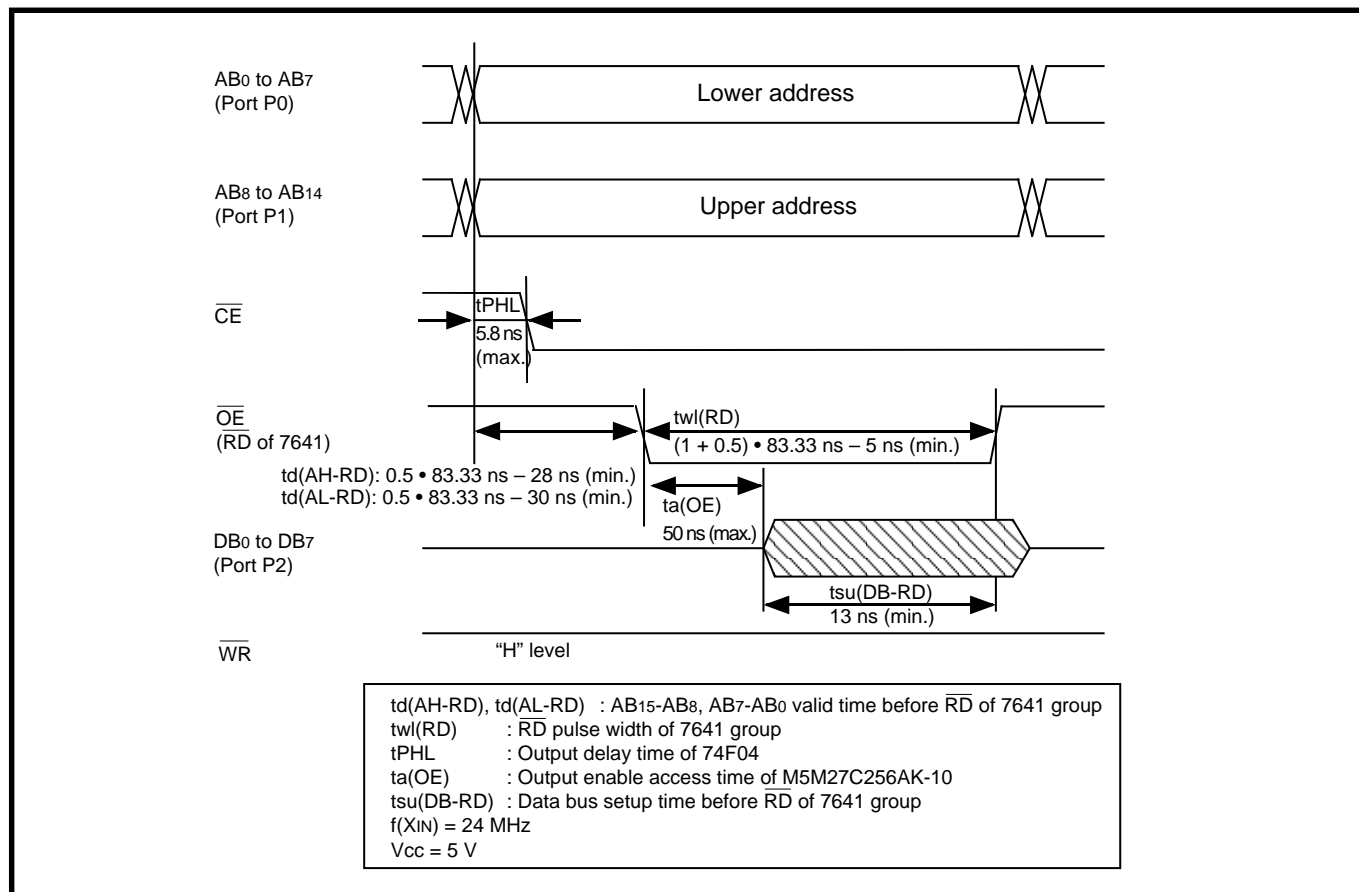 AB0 to AB7
(Port P0)
Lower address
AB8 to AB14
(Port P1)
Upper address
CE
tPHL
5.8 ns
(max.)
OE
(RD of 7641)
twl(RD)
(1 + 0.5) • 83.33 ns – 5 ns (min.)
td(AH-RD): 0.5 • 83.33 ns – 28 ns (min.)
td(AL-RD): 0.5 • 83.33 ns – 30 ns (min.)
ta(OE)
50 ns (max.)
DB0 to DB7
(Port P2)
tsu(DB-RD)
13 ns (min.)
WR
“H” level
td(AH-RD), td(AL-RD) : AB15-AB8, AB7-AB0 valid time before RD of 7641 group
twl(RD) : RD pulse width of 7641 group
tPHL : Output delay time of 74F04
ta(OE) : Output enable access time of M5M27C256AK-10
tsu(DB-RD) : Data bus setup time before RD of 7641 group
f(XIN) = 24 MHz
Vcc = 5 V